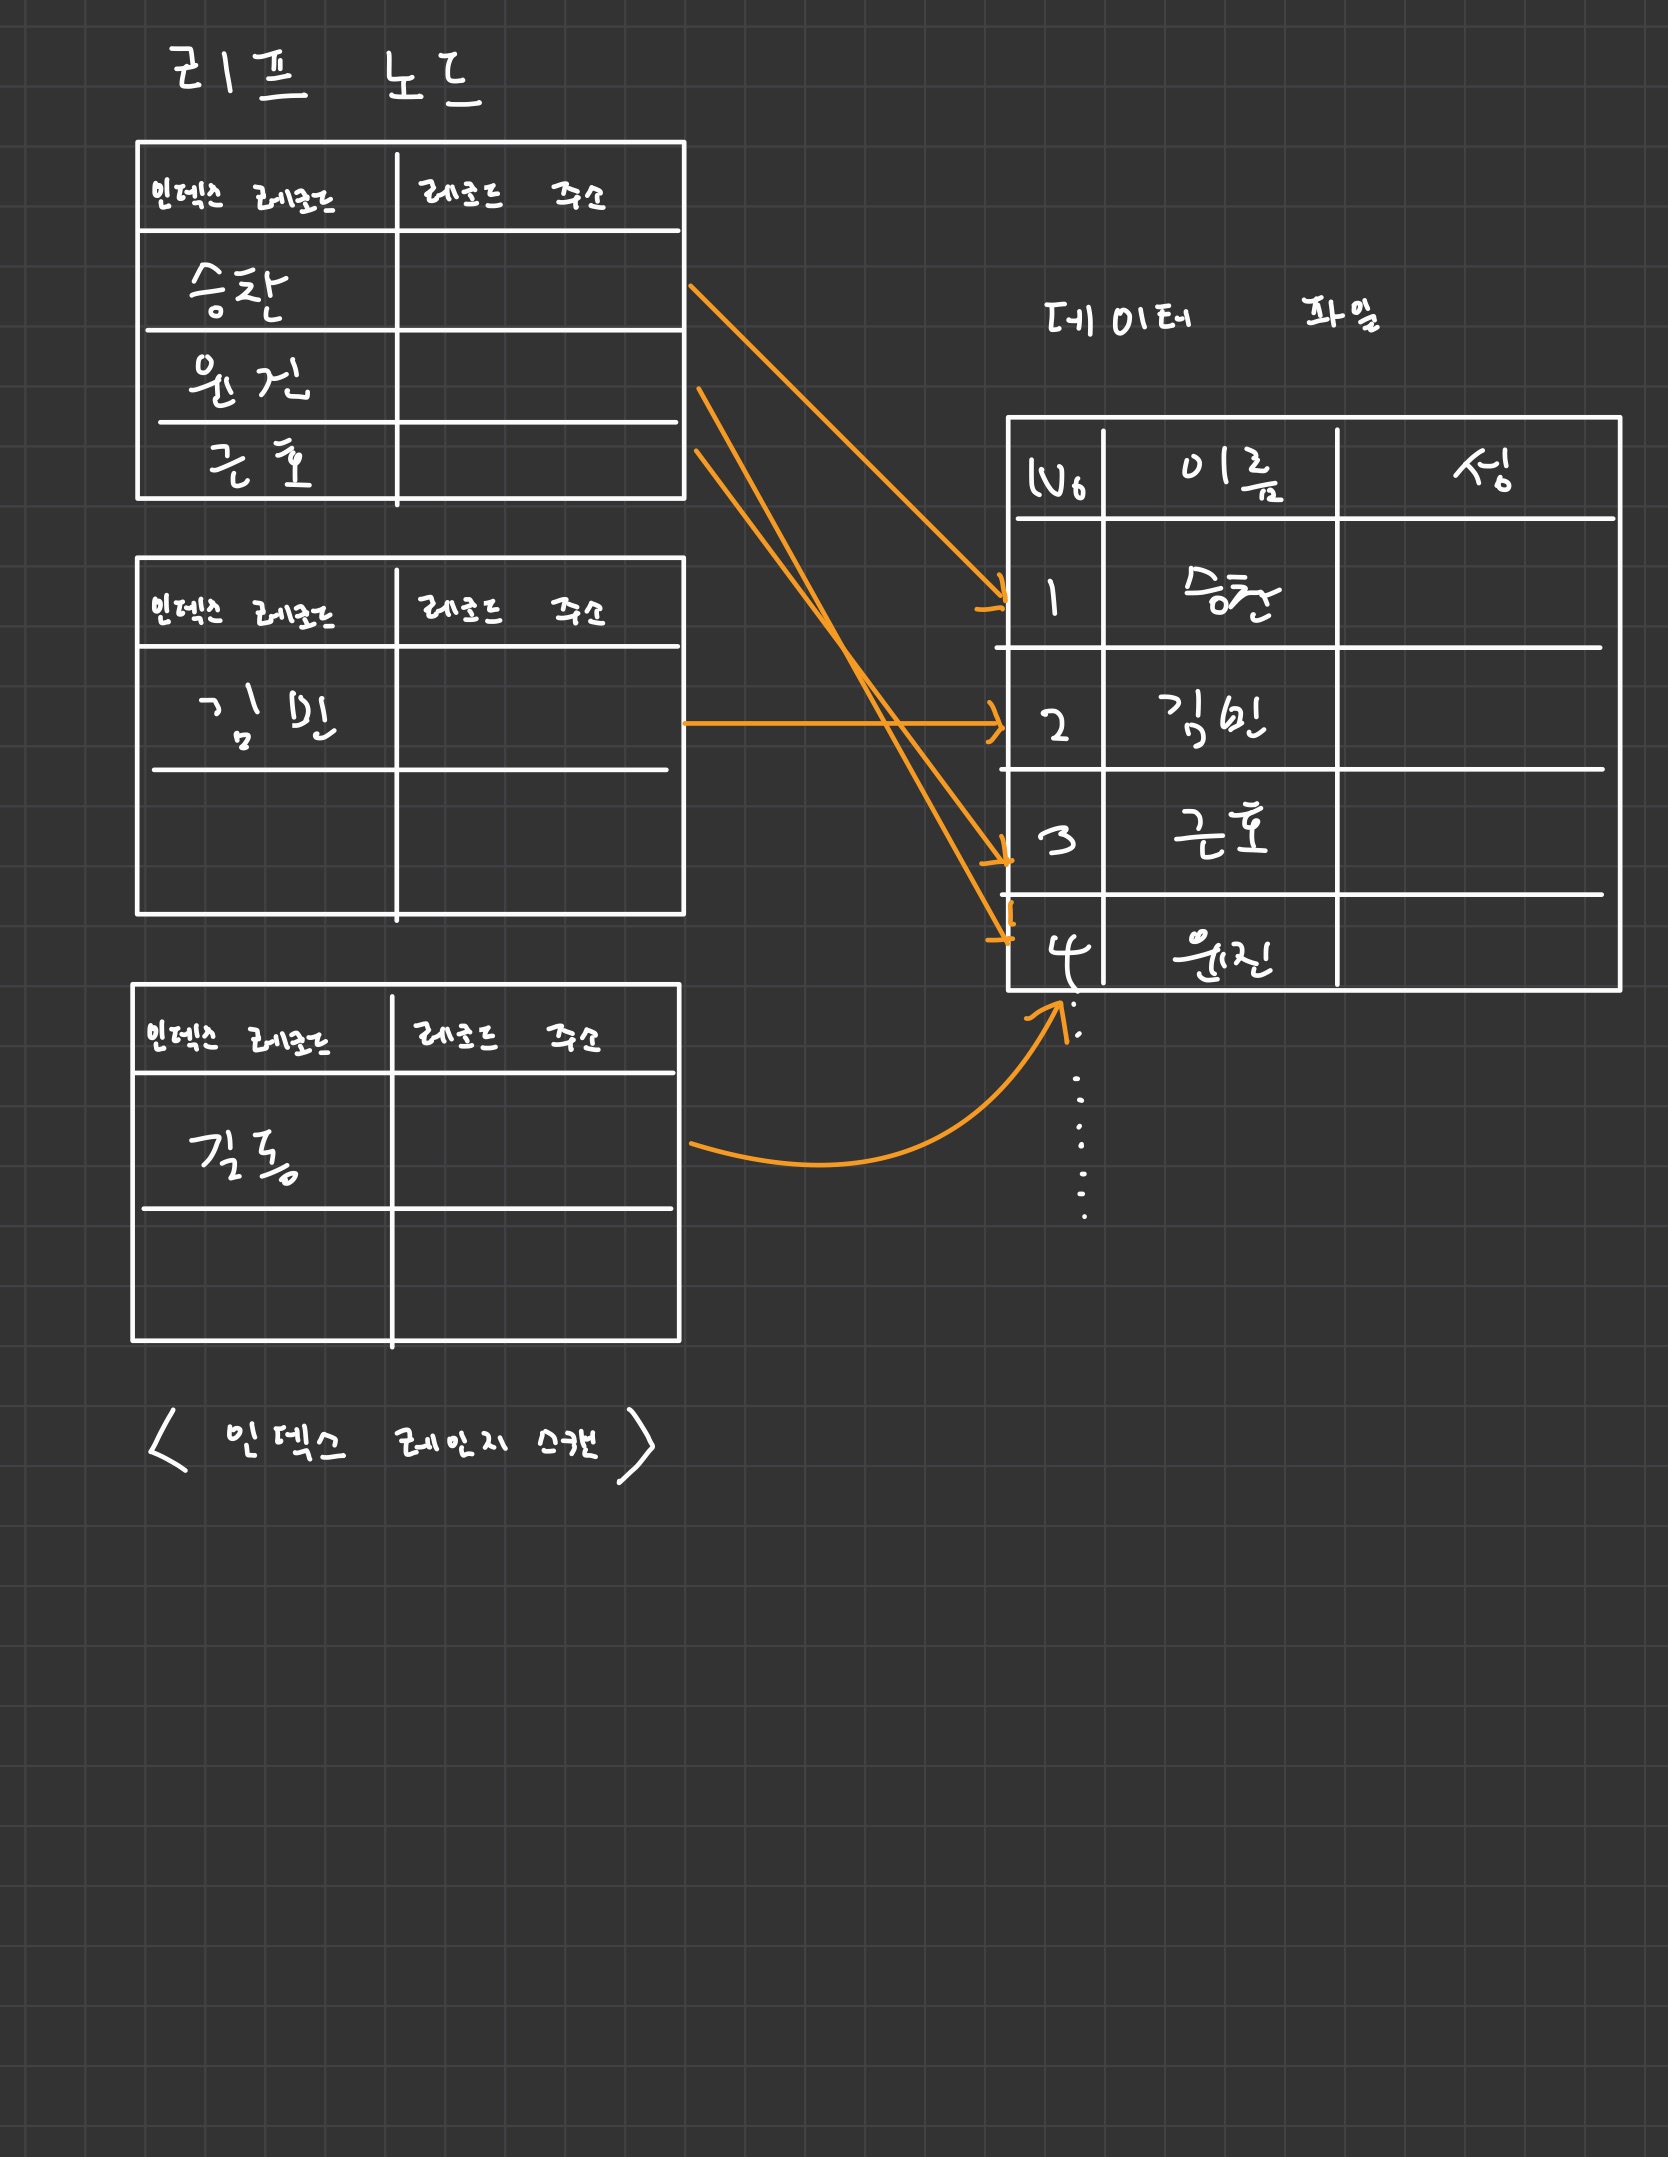 리프 노드
인덱스 레코드 레코드 주소
승찬
원진
근호
인덱스 레코드 레코드 주소
김민
인덱스 레코드 레코드 주소
길동
< 인덱스 레인지 스캔 >
데이터 파일
No 이름 성
1 승찬
2 김민
3 근호
4 원진